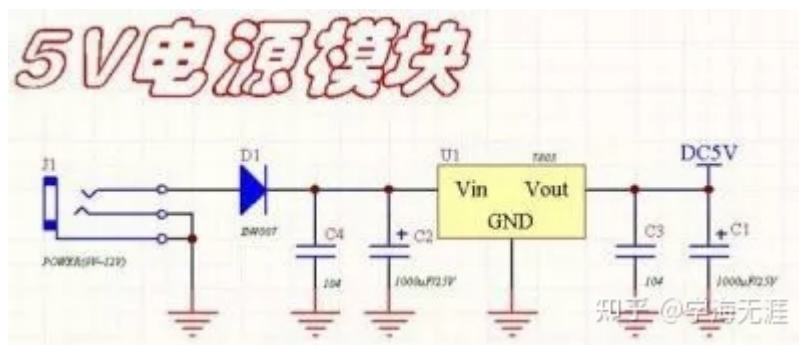 5V电源模块
J1
D1
U1
7805
DC5V
Vin
Vout
GND
C4
C2
C3
C1
IN4007
POWER(9V~12V)
104
1000uF/25V
104
1000uF/25V
知乎 @学海无涯